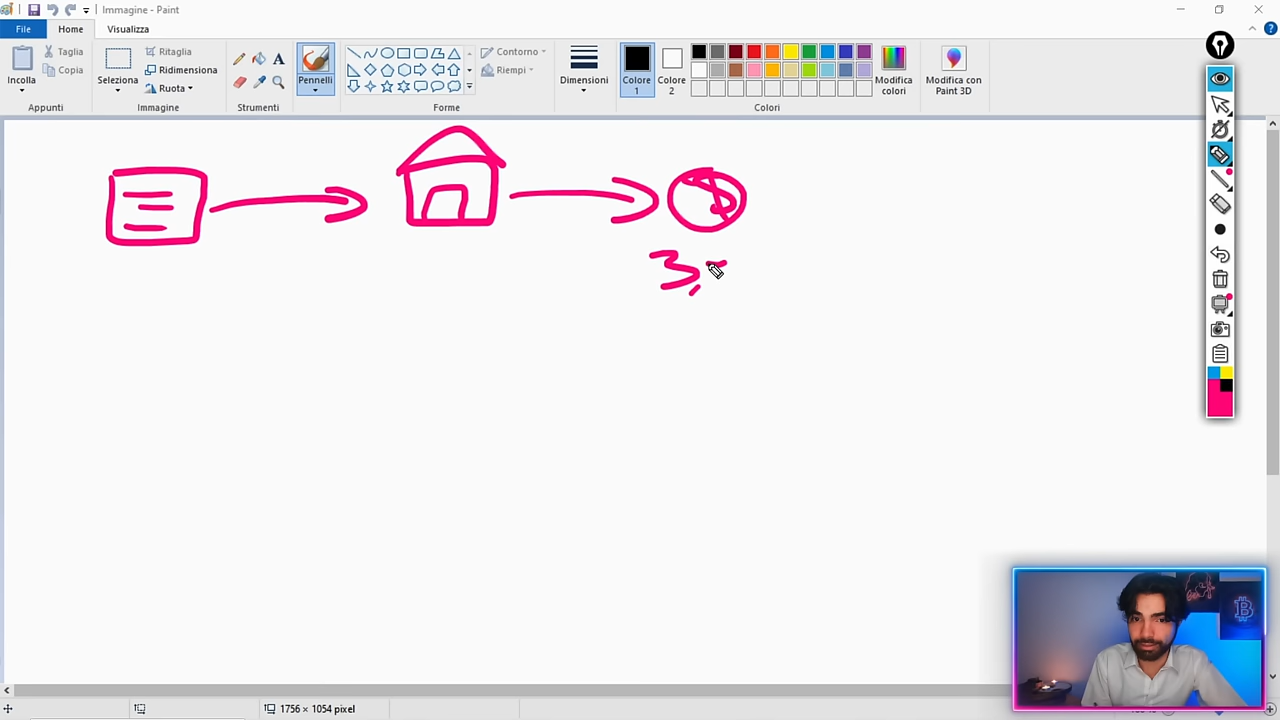 Immagine - Paint
File Home Visualizza
Incolla
Taglia
Copia
Appunti
Seleziona
Ritaglia
Ridimensiona
Ruota
Immagine
Strumenti
Pennelli
Contorno
Riempi
Forme
Dimensioni
Colore 1
Colore 2
Modifica colori
Colori
Modifica con Paint 3D
$
3,
1756 × 1054 pixel